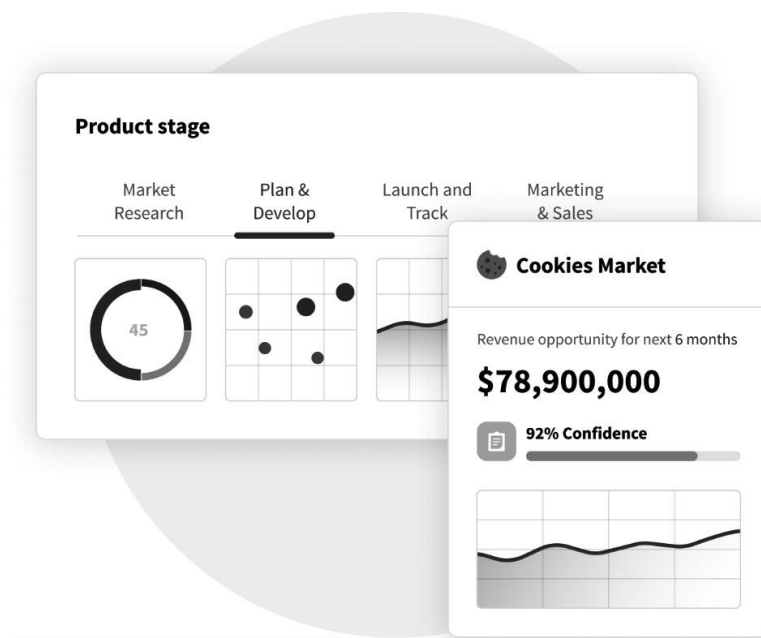 Product stage
Market
Research
Plan &
Develop
Launch and
Track
Marketing
& Sales
45
Cookies Market
Revenue opportunity for next 6 months
$78,900,000
92% Confidence